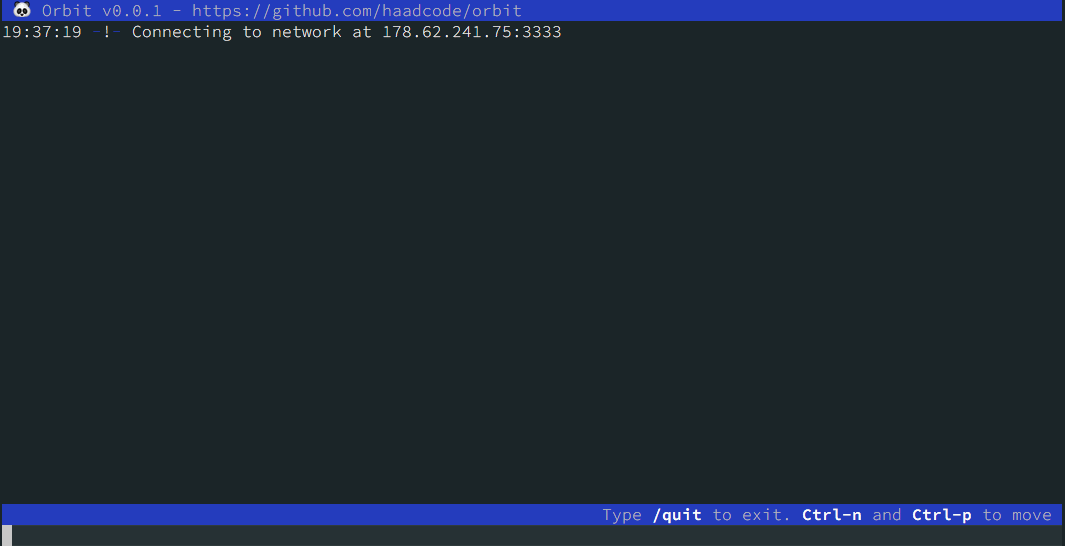 🐼 Orbit v0.0.1 - https://github.com/haadcode/orbit
19:37:19 -!- Connecting to network at 178.62.241.75:3333
Type /quit to exit. Ctrl-n and Ctrl-p to move